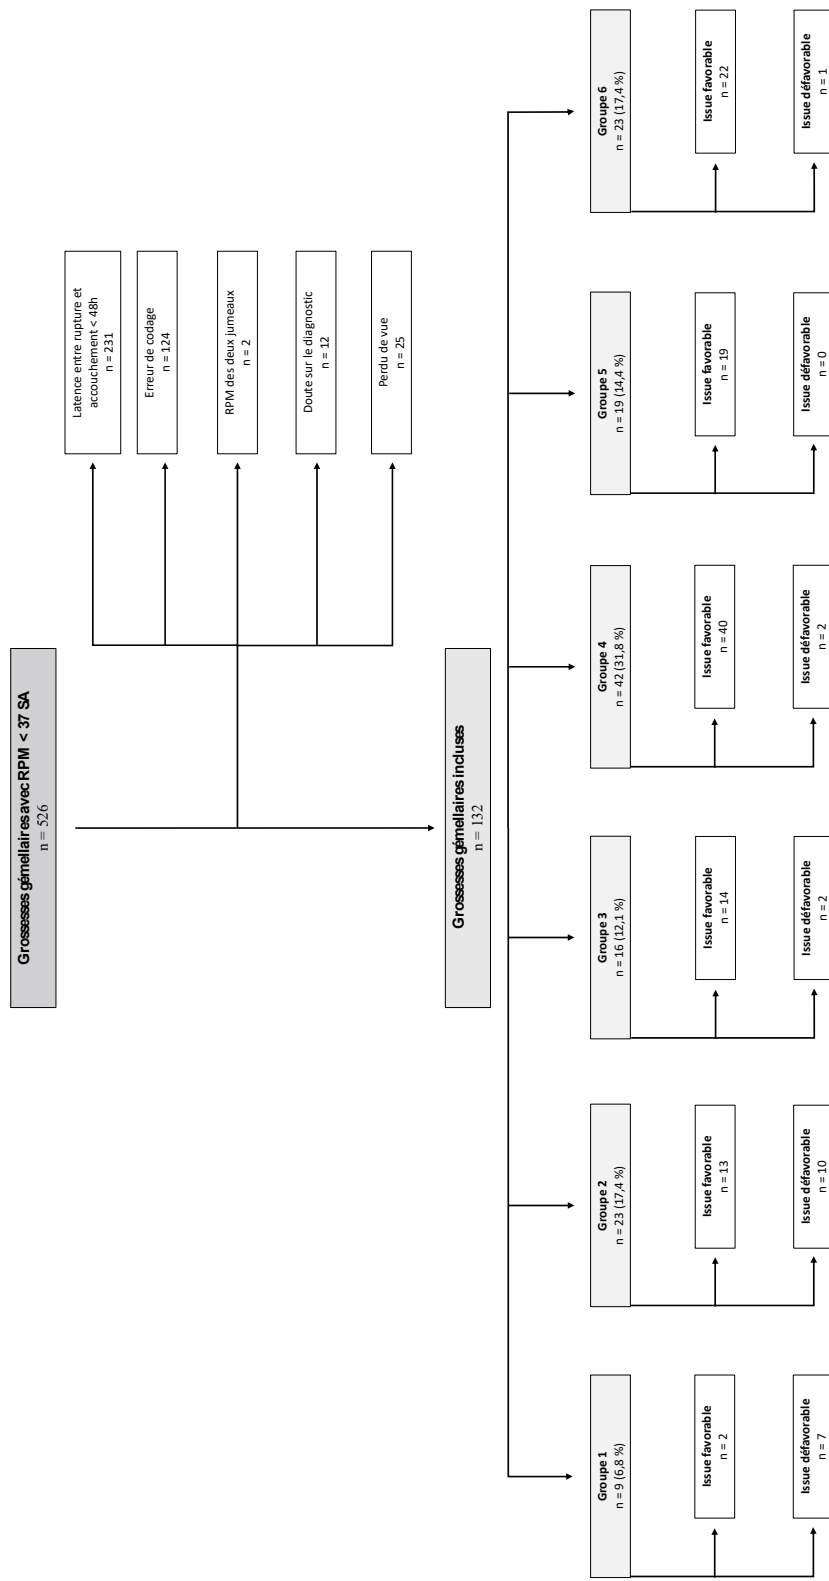 Grossesses gémellaires avec RPM < 37 SA
n = 526
Latence entre rupture et
accouchement < 48h
n = 231
Erreur de codage
n = 124
RPM des deux jumeaux
n = 2
Doute sur le diagnostic
n = 12
Perdu de vue
n = 25
Grossesses gémellaires incluses
n = 132
Groupe 1
n = 9 (6,8 %)
Issue favorable
n = 2
Issue défavorable
n = 7
Groupe 2
n = 23 (17,4 %)
Issue favorable
n = 13
Issue défavorable
n = 10
Groupe 3
n = 16 (12,1 %)
Issue favorable
n = 14
Issue défavorable
n = 2
Groupe 4
n = 42 (31,8 %)
Issue favorable
n = 40
Issue défavorable
n = 2
Groupe 5
n = 19 (14,4 %)
Issue favorable
n = 19
Issue défavorable
n = 0
Groupe 6
n = 23 (17,4 %)
Issue favorable
n = 22
Issue défavorable
n = 1